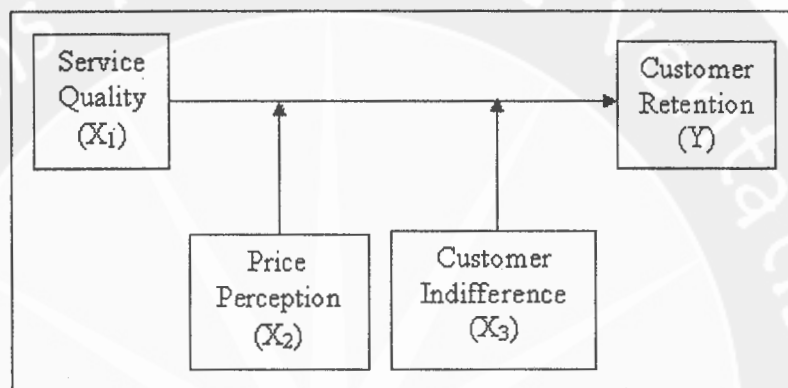 Service
Quality
(X1)
Customer
Retention
(Y)
Price
Perception
(X2)
Customer
Indifference
(X3)